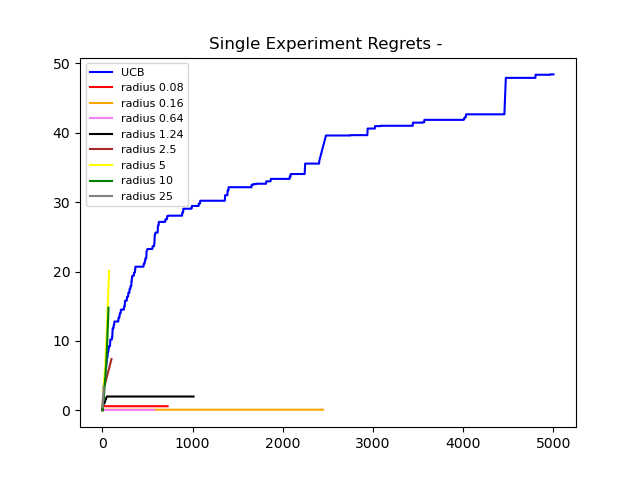 Single Experiment Regrets -
50
40
30
20
10
0
UCB
radius 0.08
radius 0.16
radius 0.64
radius 1.24
radius 2.5
radius 5
radius 10
radius 25
0 1000 2000 3000 4000 5000